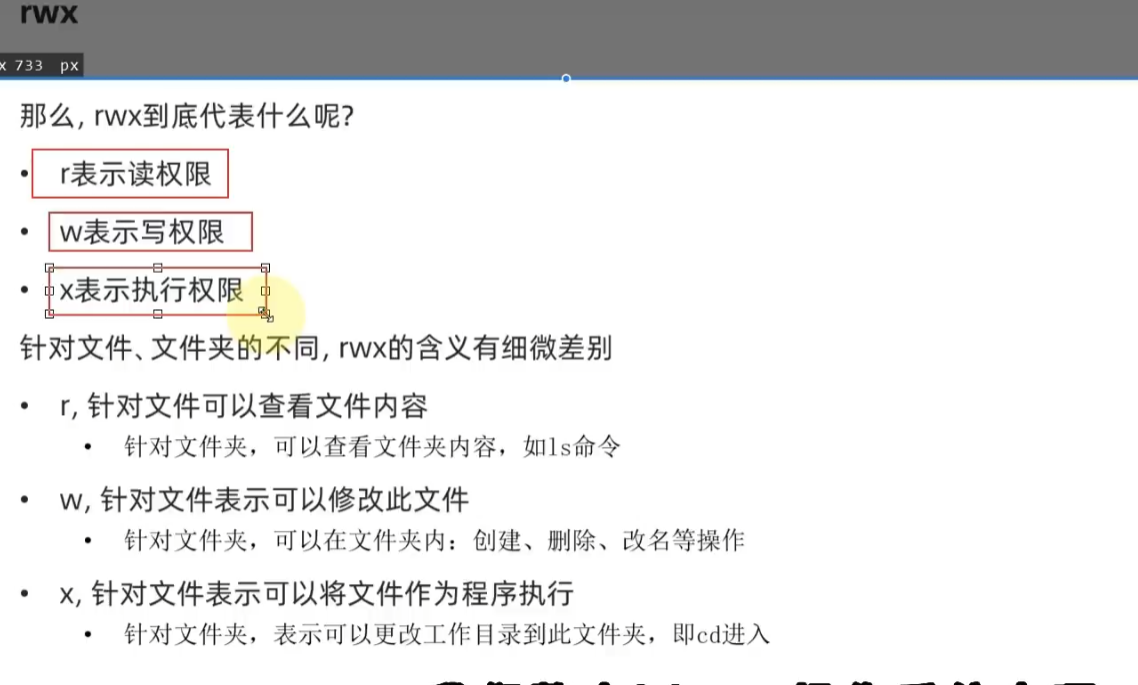 rwx
x 733 px
那么, rwx到底代表什么呢?
• r表示读权限
• w表示写权限
• x表示执行权限
针对文件、文件夹的不同, rwx的含义有细微差别
• r, 针对文件可以查看文件内容
• 针对文件夹，可以查看文件夹内容，如ls命令
• w, 针对文件表示可以修改此文件
• 针对文件夹，可以在文件夹内：创建、删除、改名等操作
• x, 针对文件表示可以将文件作为程序执行
• 针对文件夹，表示可以更改工作目录到此文件夹，即cd进入